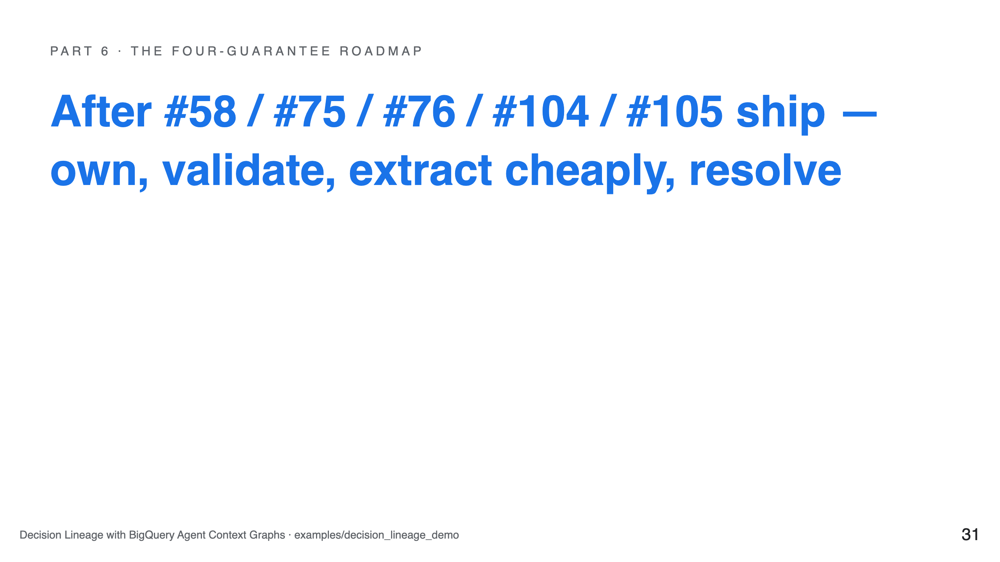 PART 6 · THE FOUR-GUARANTEE ROADMAP
After #58 / #75 / #76 / #104 / #105 ship —
own, validate, extract cheaply, resolve
Decision Lineage with BigQuery Agent Context Graphs · examples/decision_lineage_demo
31